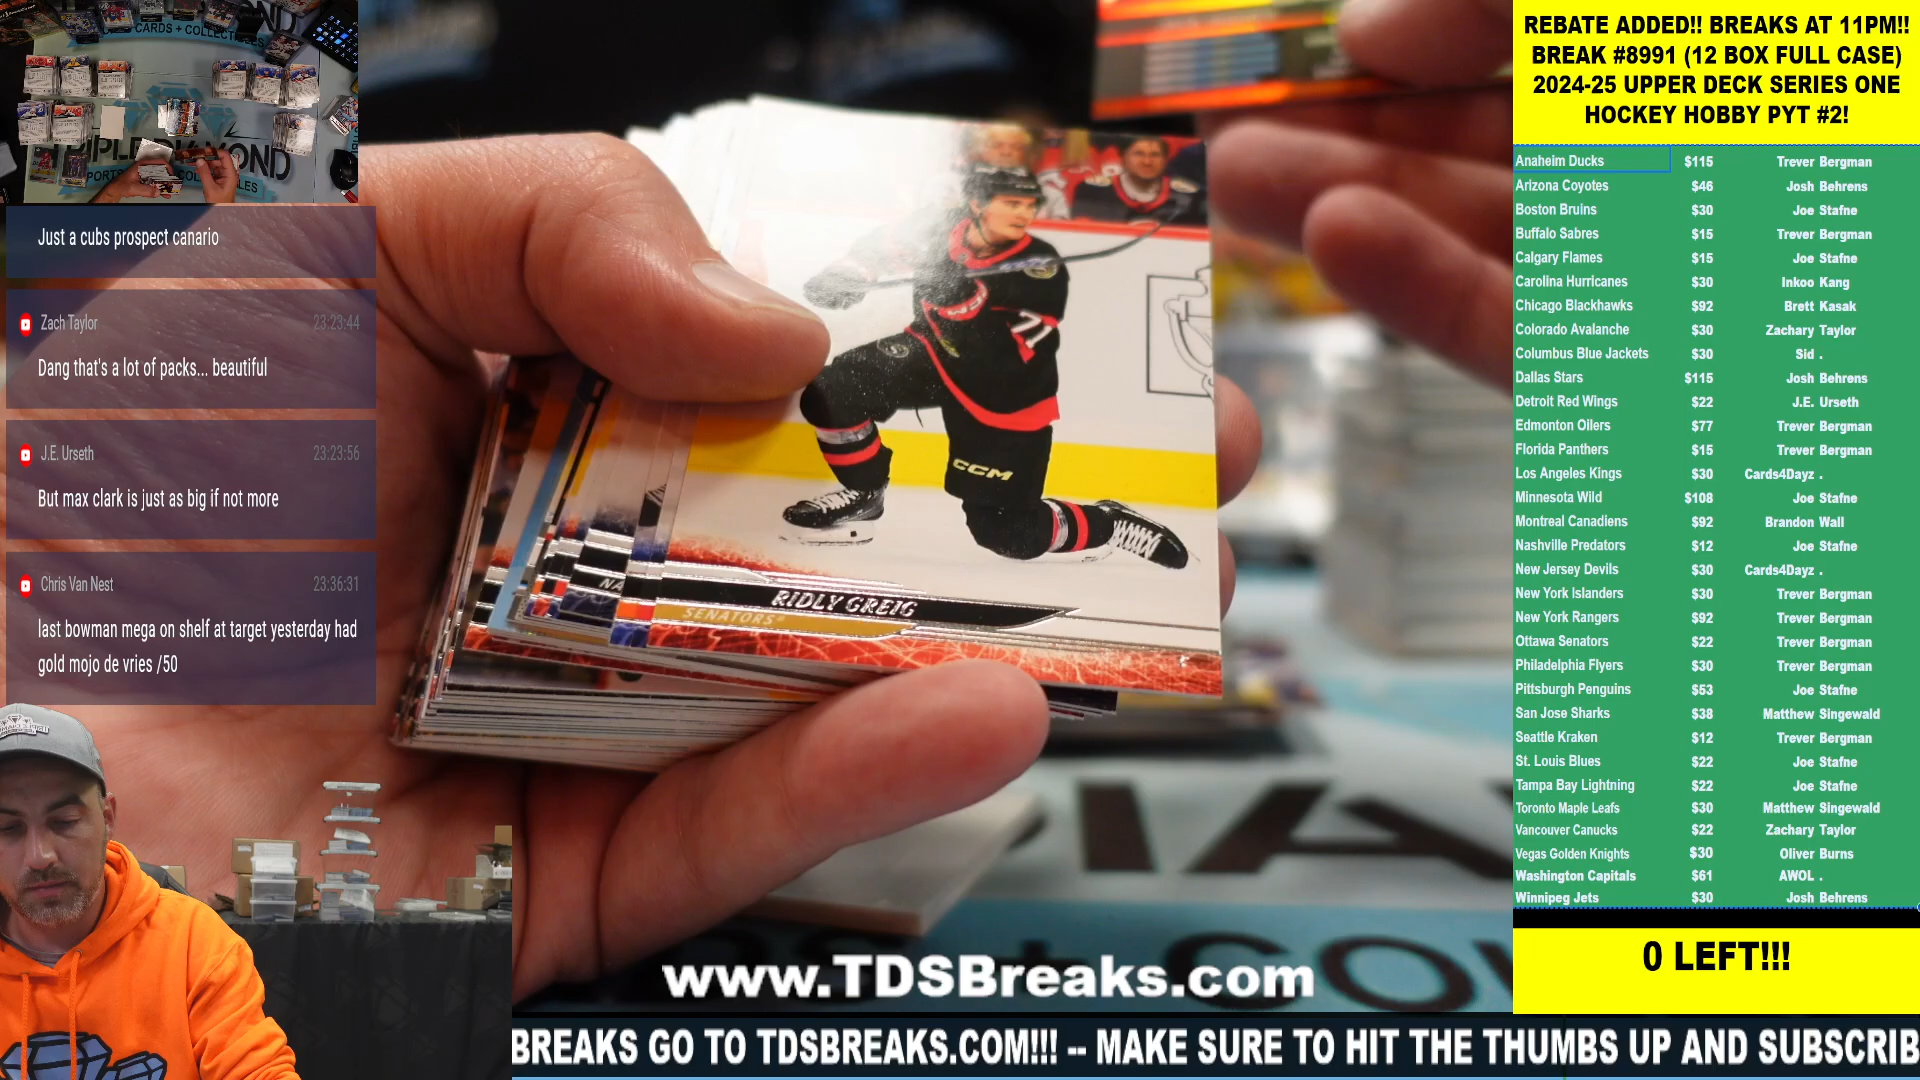 CARDS + COLLECTIBLES
TRIPLE DIAMOND
Just a cubs prospect canario
Zach Taylor 23:23:44
Dang that's a lot of packs... beautiful
J.E. Urseth 23:23:56
But max clark is just as big if not more
Chris Van Nest 23:36:31
last bowman mega on shelf at target yesterday had
gold mojo de vries /50
71
CCM
NA
RIDLY GREIG
SENATORS
www.TDSBreaks.com
BREAKS GO TO TDSBREAKS.COM!!! -- MAKE SURE TO HIT THE THUMBS UP AND SUBSCRIB
REBATE ADDED!! BREAKS AT 11PM!!
BREAK #8991 (12 BOX FULL CASE)
2024-25 UPPER DECK SERIES ONE
HOCKEY HOBBY PYT #2!
Anaheim Ducks $115 Trever Bergman
Arizona Coyotes $46 Josh Behrens
Boston Bruins $30 Joe Stafne
Buffalo Sabres $15 Trever Bergman
Calgary Flames $15 Joe Stafne
Carolina Hurricanes $30 Inkoo Kang
Chicago Blackhawks $92 Brett Kasak
Colorado Avalanche $30 Zachary Taylor
Columbus Blue Jackets $30 Sid .
Dallas Stars $115 Josh Behrens
Detroit Red Wings $22 J.E. Urseth
Edmonton Oilers $77 Trever Bergman
Florida Panthers $15 Trever Bergman
Los Angeles Kings $30 Cards4Dayz .
Minnesota Wild $108 Joe Stafne
Montreal Canadiens $92 Brandon Wall
Nashville Predators $12 Joe Stafne
New Jersey Devils $30 Cards4Dayz .
New York Islanders $30 Trever Bergman
New York Rangers $92 Trever Bergman
Ottawa Senators $22 Trever Bergman
Philadelphia Flyers $30 Trever Bergman
Pittsburgh Penguins $53 Joe Stafne
San Jose Sharks $38 Matthew Singewald
Seattle Kraken $12 Trever Bergman
St. Louis Blues $22 Joe Stafne
Tampa Bay Lightning $22 Joe Stafne
Toronto Maple Leafs $30 Matthew Singewald
Vancouver Canucks $22 Zachary Taylor
Vegas Golden Knights $30 Oliver Burns
Washington Capitals $61 AWOL .
Winnipeg Jets $30 Josh Behrens
0 LEFT!!!